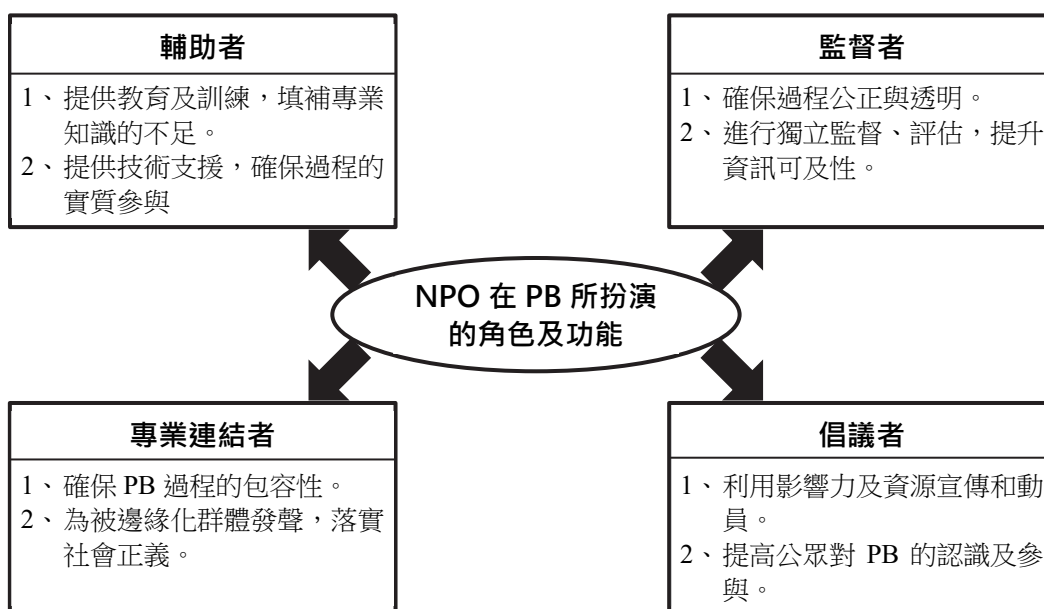 輔助者
1、提供教育及訓練，填補專業
知識的不足。
2、提供技術支援，確保過程的
實質參與
監督者
1、確保過程公正與透明。
2、進行獨立監督、評估，提升
資訊可及性。
NPO 在 PB 所扮演
的角色及功能
專業連結者
1、確保 PB 過程的包容性。
2、為被邊緣化群體發聲，落實
社會正義。
倡議者
1、利用影響力及資源宣傳和動
員。
2、提高公眾對 PB 的認識及參
與。